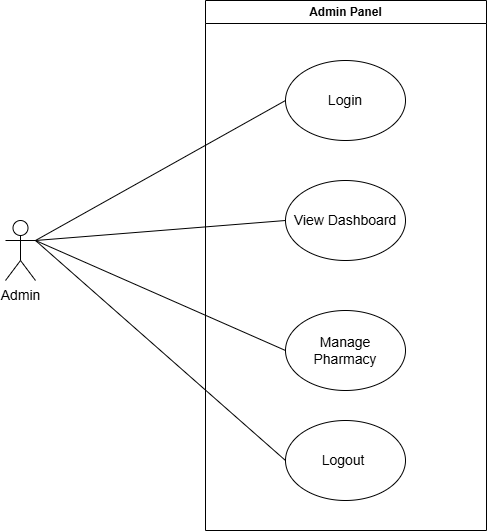 Admin Panel
Login
View Dashboard
Admin
Manage
Pharmacy
Logout